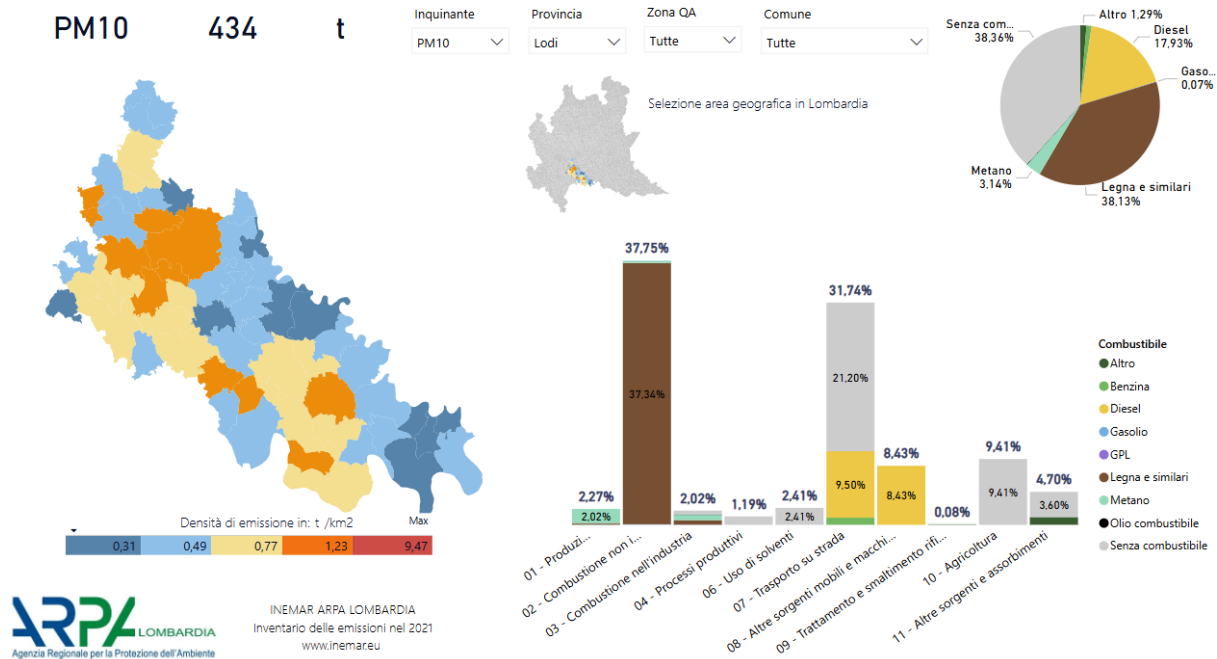 PM10 434 t
Inquinante
PM10
Provincia
Lodi
Zona QA
Tutte
Comune
Tutte
Selezione area geografica in Lombardia
Senza com...
38,36%
Altro 1,29%
Diesel
17,93%
Gaso...
0,07%
Metano
3,14%
Legna e similari
38,13%
37,75%
37,34%
31,74%
21,20%
9,50%
2,27%
2,02%
2,02%
1,19%
2,41%
2,41%
8,43%
8,43%
0,08%
9,41%
9,41%
4,70%
3,60%
01 - Produzi...
02 - Combustione non i...
03 - Combustione nell'industria
04 - Processi produttivi
06 - Uso di solventi
07 - Trasporto su strada
08 - Altre sorgenti mobili e macchi...
09 - Trattamento e smaltimento rifi...
10 - Agricoltura
11 - Altre sorgenti e assorbimenti
Combustibile
Altro
Benzina
Diesel
Gasolio
GPL
Legna e similari
Metano
Olio combustibile
Senza combustibile
Densità di emissione in: t /km2
Max
0,31 0,49 0,77 1,23 9,47
ARPA LOMBARDIA
Agenzia Regionale per la Protezione dell'Ambiente
INEMAR ARPA LOMBARDIA
Inventario delle emissioni nel 2021
www.inemar.eu